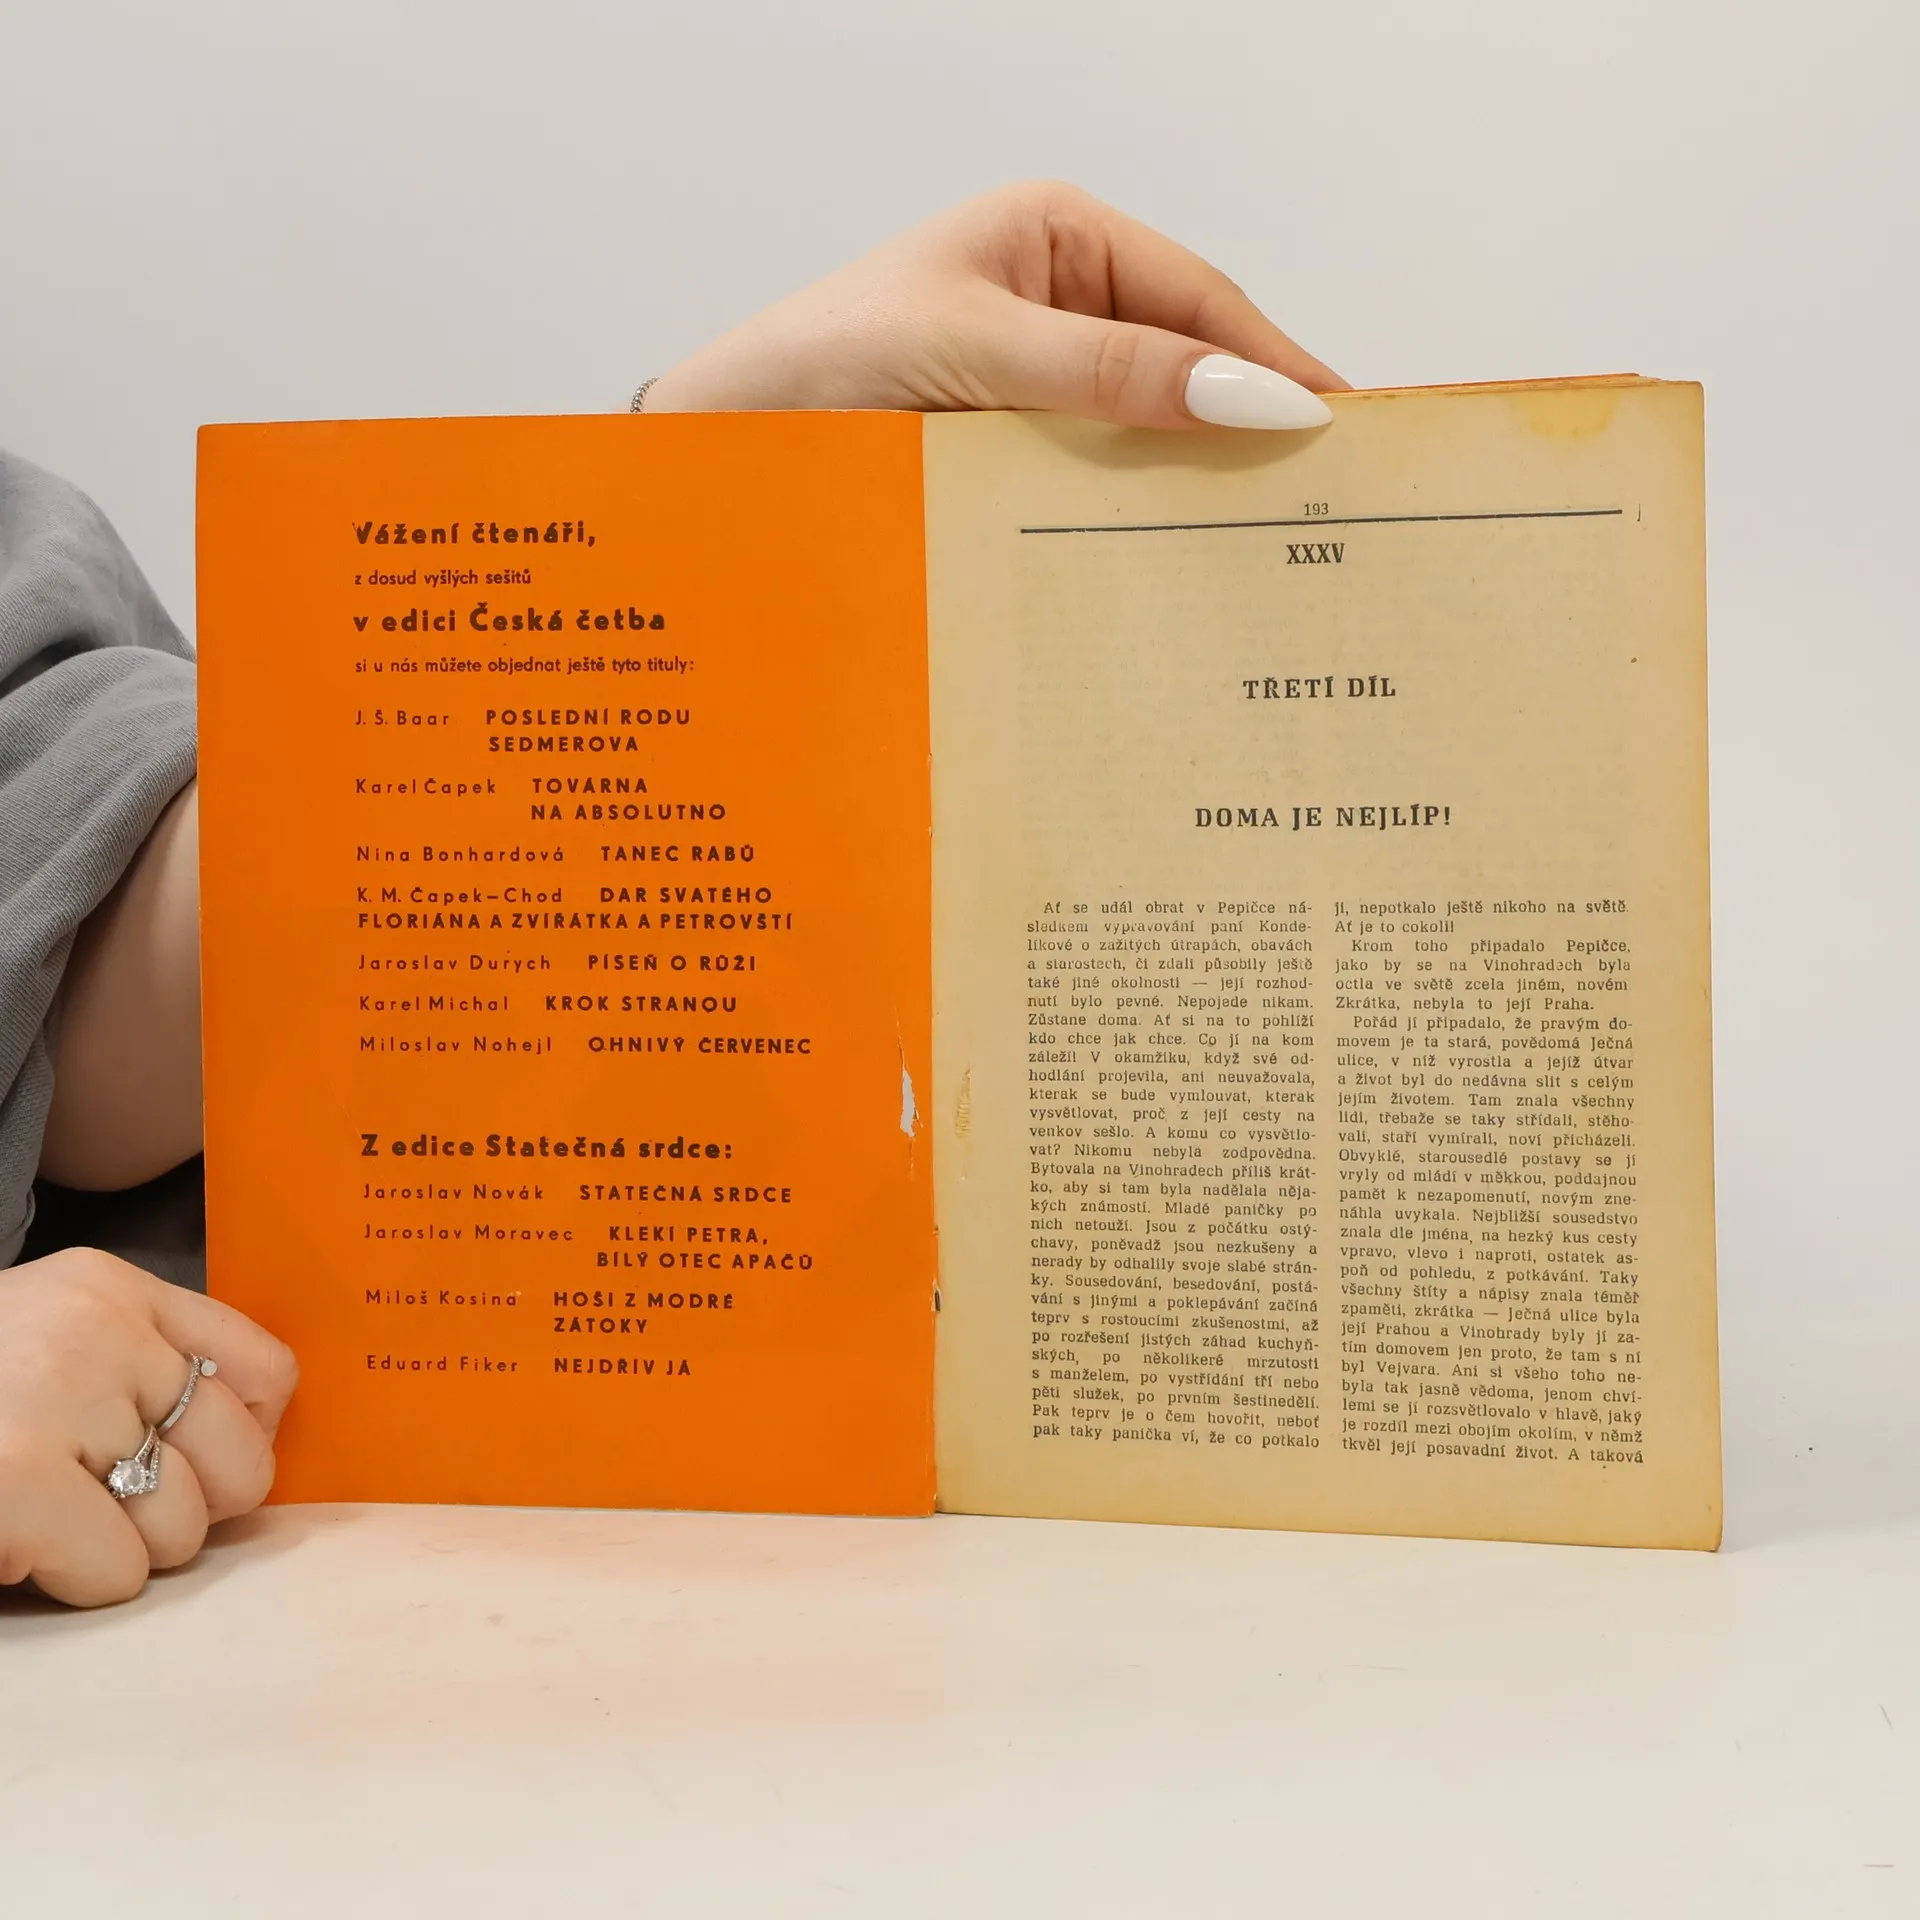 Vážení čtenáři,
z dosud vyšlých sešitů
v edici Česká četba
si u nás můžete objednat ještě tyto tituly:
J. Š. Baar POSLEDNÍ RODU
SEDMEROVA
Karel Čapek TOVÁRNA
NA ABSOLUTNO
Nina Bonhardová TANEC RABŮ
K. M. Čapek–Chod DAR SVATÉHO
FLORIÁNA A ZVÍŘÁTKA A PETROVŠTÍ
Jaroslav Durych PÍSEŇ O RŮŽI
Karel Michal KROK STRANOU
Miloslav Nohejl OHNIVÝ ČERVENEC
Z edice Statečná srdce:
Jaroslav Novák STATEČNÁ SRDCE
Jaroslav Moravec KLEKÍ PETRA,
BÍLÝ OTEC APAČŮ
Miloš Kosina HOŠI Z MODRÉ
ZÁTOKY
Eduard Fiker NEJDŘÍV JÁ
193
XXXV
TŘETÍ DÍL
DOMA JE NEJLÍP!
Ať se udál obrat v Pepičce ná-
sledkem vypravování paní Konde-
líkové o zažitých útrapách, obavách
a starostech, či zdali působily ještě
také jiné okolnosti — její rozhod-
nutí bylo pevné. Nepojede nikam.
Zůstane doma. Ať si na to pohlíží
kdo chce jak chce. Co jí na kom
záleží! V okamžiku, když své od-
hodlání projevila, ani neuvažovala,
kterak se bude vymlouvat, kterak
vysvětlovat, proč z její cesty na
venkov sešlo. A komu co vysvětlo-
vat? Nikomu nebyla zodpovědna.
Bytovala na Vinohradech příliš krát-
ko, aby si tam byla nadělala něja-
kých známostí. Mladé paničky po
nich netouží. Jsou z počátku ostý-
chavy, poněvadž jsou nezkušeny a
nerady by odhalily svoje slabé strán-
ky. Sousedování, besedování, postá-
vání s jinými a poklepávání začíná
teprv s rostoucími zkušenostmi, až
po rozřešení jistých záhad kuchyň-
ských, po několikeré mrzutosti
s manželem, po vystřídání tří nebo
pěti služek, po prvním šestinedělí.
Pak teprv je o čem hovořit, neboť
pak taky panička ví, že co potkalo
ji, nepotkalo ještě nikoho na světě.
Ať je to cokoli!
Krom toho připadalo Pepičce,
jako by se na Vinohradech byla
octla ve světě zcela jiném, novém
Zkrátka, nebyla to její Praha.
Pořád jí připadalo, že pravým do-
movem je ta stará, povědomá Ječná
ulice, v níž vyrostla a jejíž útvar
a život byl do nedávna slit s celým
jejím životem. Tam znala všechny
lidi, třebaže se taky střídali, stěho-
vali, staří vymírali, noví přicházeli.
Obvyklé, starousedlé postavy se jí
vryly od mládí v měkkou, poddajnou
pamět k nezapomenutí, novým zne-
náhla uvykala. Nejbližší sousedstvo
znala dle jména, na hezký kus cesty
vpravo, vlevo i naproti, ostatek as-
poň od pohledu, z potkávání. Taky
všechny štíty a nápisy znala téměř
zpaměti, zkrátka — Ječná ulice byla
její Prahou a Vinohrady byly jí za-
tím domovem jen proto, že tam s ní
byl Vejvara. Ani si všeho toho ne-
byla tak jasně vědoma, jenom chví-
lemi se jí rozsvětlovalo v hlavě, jaký
je rozdíl mezi obojím okolím, v němž
tkvěl její posavadní život. A taková